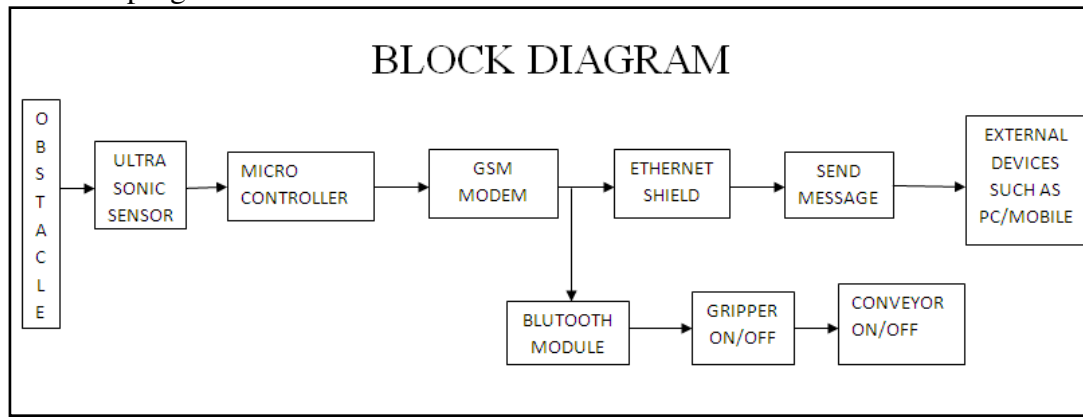 BLOCK DIAGRAM
OBSTACLE
ULTRA
SONIC
SENSOR
MICRO
CONTROLLER
GSM
MODEM
ETHERNET
SHIELD
SEND
MESSAGE
EXTERNAL
DEVICES
SUCH AS
PC/MOBILE
BLUTOOTH
MODULE
GRIPPER
ON/OFF
CONVEYOR
ON/OFF